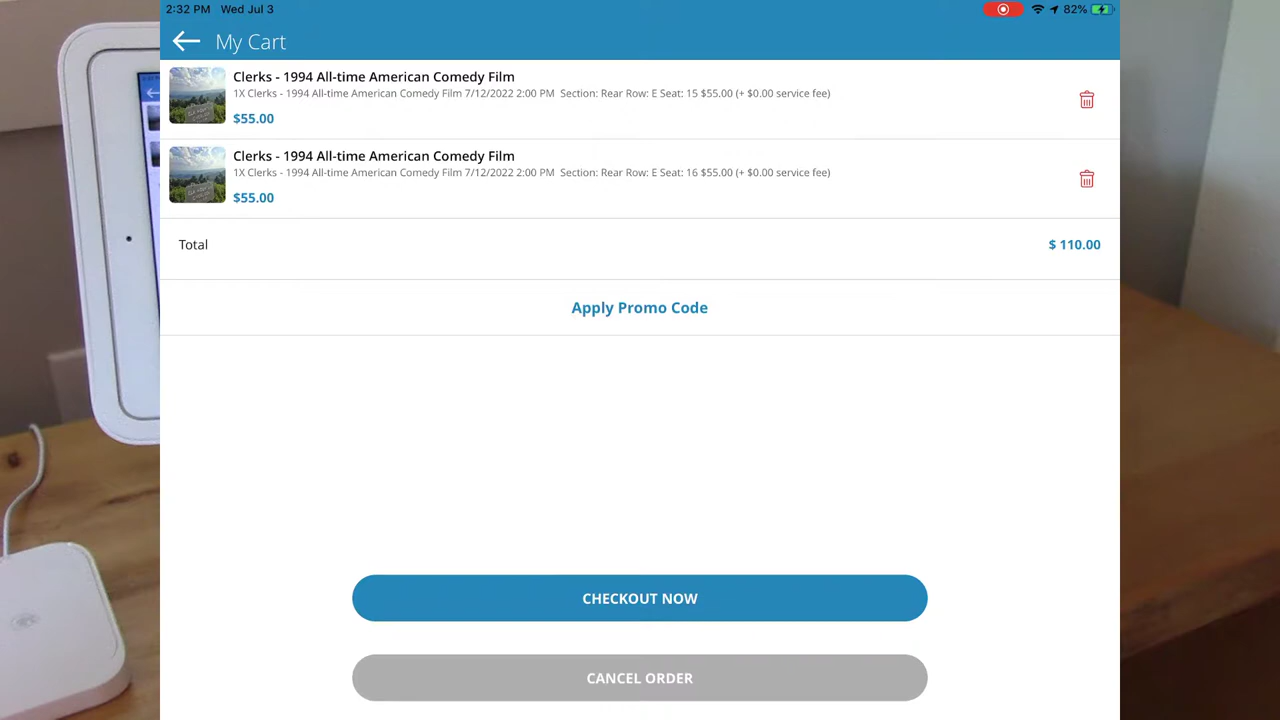 2:32 PM Wed Jul 3 82%
My Cart
Clerks - 1994 All-time American Comedy Film
1X Clerks - 1994 All-time American Comedy Film 7/12/2022 2:00 PM Section: Rear Row: E Seat: 15 $55.00 (+ $0.00 service fee)
$55.00
Clerks - 1994 All-time American Comedy Film
1X Clerks - 1994 All-time American Comedy Film 7/12/2022 2:00 PM Section: Rear Row: E Seat: 16 $55.00 (+ $0.00 service fee)
$55.00
Total $ 110.00
Apply Promo Code
CHECKOUT NOW
CANCEL ORDER